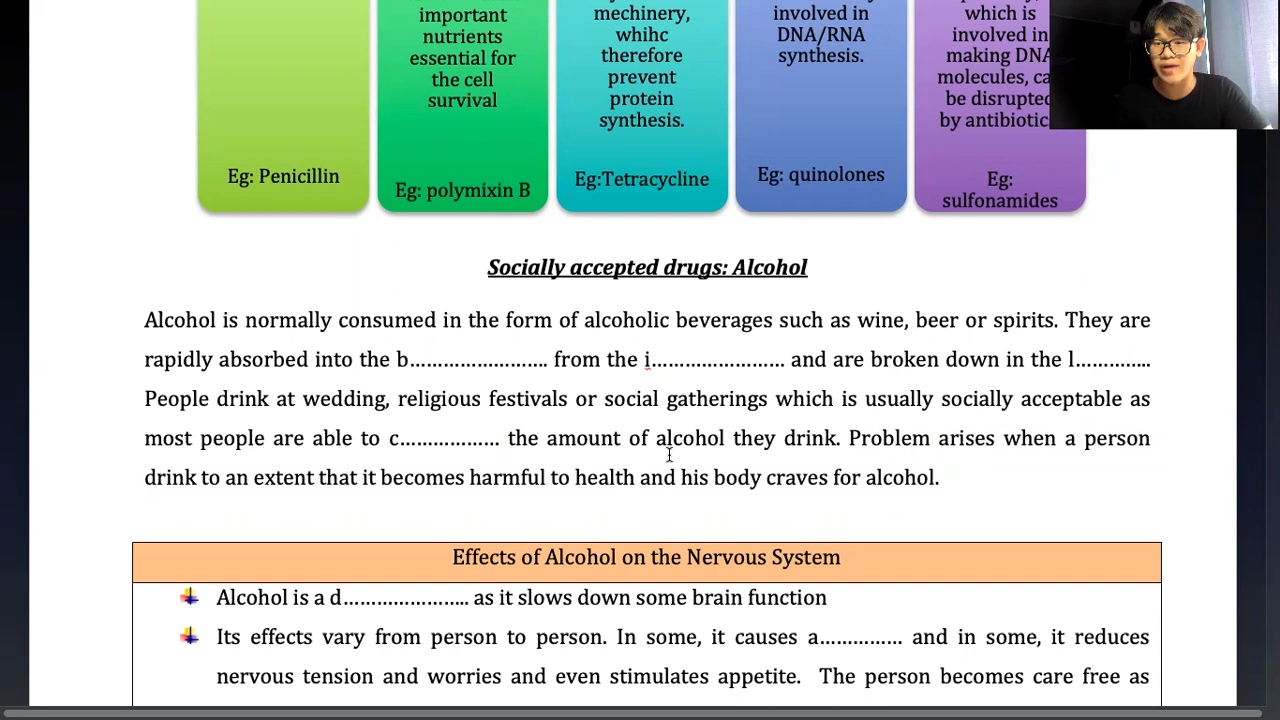 important
nutrients
essential for
the cell
survival
Eg: Penicillin
Eg: polymixin B
mechinery,
whihc
therefore
prevent
protein
synthesis.
Eg:Tetracycline
involved in
DNA/RNA
synthesis.
Eg: quinolones
which is
involved in
making DNA
molecules,
be disrupted
by
Eg:
sulfonamides
Socially accepted drugs: Alcohol
Alcohol is normally consumed in the form of alcoholic beverages such as wine, beer or spirits. They are
rapidly absorbed into the b……………………. from the i…………………… and are broken down in the l…………..
People drink at wedding, religious festivals or social gatherings which is usually socially acceptable as
most people are able to c……………… the amount of alcohol they drink. Problem arises when a person
drink to an extent that it becomes harmful to health and his body craves for alcohol.
Effects of Alcohol on the Nervous System
Alcohol is a d………………….. as it slows down some brain function
Its effects vary from person to person. In some, it causes a…………… and in some, it reduces
nervous tension and worries and even stimulates appetite. The person becomes care free as